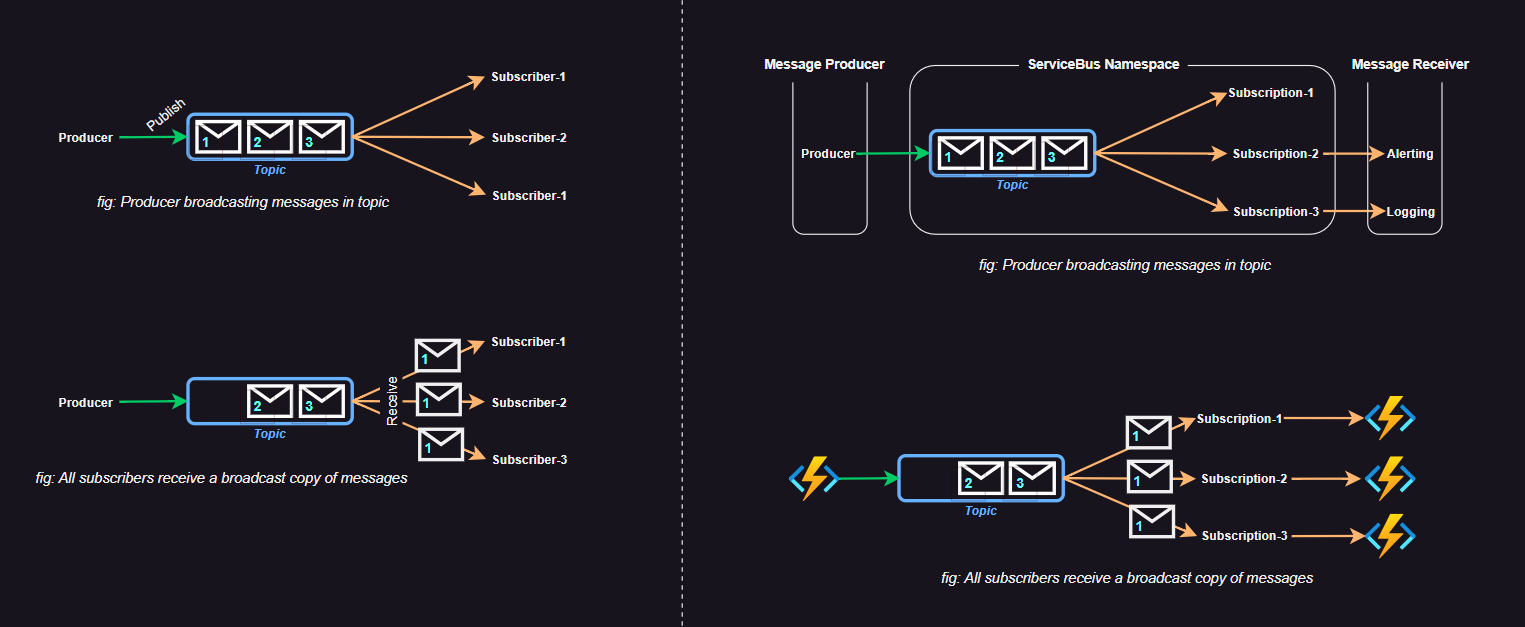 Producer
Publish
1
2
3
Topic
Subscriber-1
Subscriber-2
Subscriber-1
fig: Producer broadcasting messages in topic
Producer
2
3
Topic
Receive
1
1
1
Subscriber-1
Subscriber-2
Subscriber-3
fig: All subscribers receive a broadcast copy of messages
Message Producer
ServiceBus Namespace
Message Receiver
Producer
1
2
3
Topic
Subscription-1
Subscription-2
Subscription-3
Alerting
Logging
fig: Producer broadcasting messages in topic
2
3
Topic
1
1
1
Subscription-1
Subscription-2
Subscription-3
fig: All subscribers receive a broadcast copy of messages